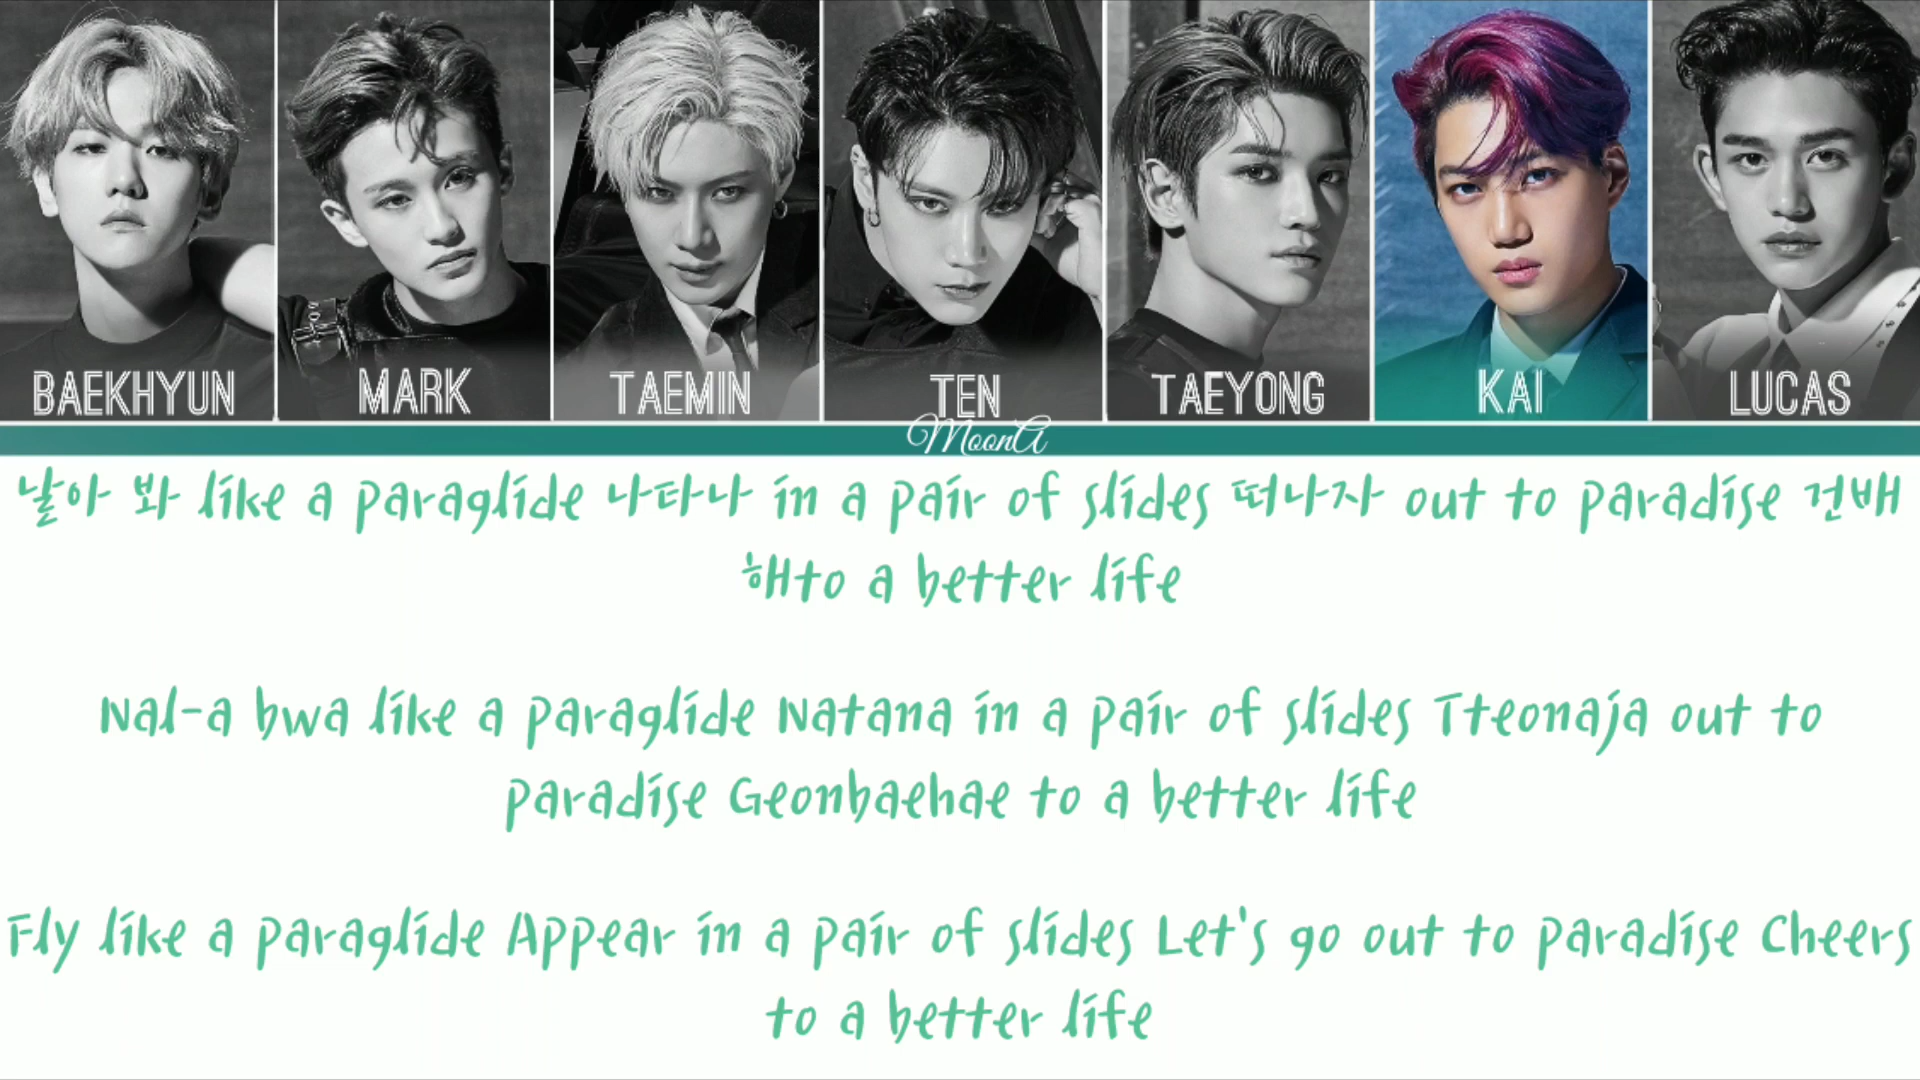 BAEKHYUN
MARK
TAEMIN
TEN
TAEYONG
KAI
LUCAS
MoonA
날아 봐 like a paraglide 나타나 in a pair of slides 떠나자 out to paradise 건배
해to a better life
Nal-a bwa like a paraglide Natana in a pair of slides Tteonaja out to
paradise Geonbaehae to a better life
Fly like a paraglide Appear in a pair of slides Let's go out to paradise Cheers
to a better life